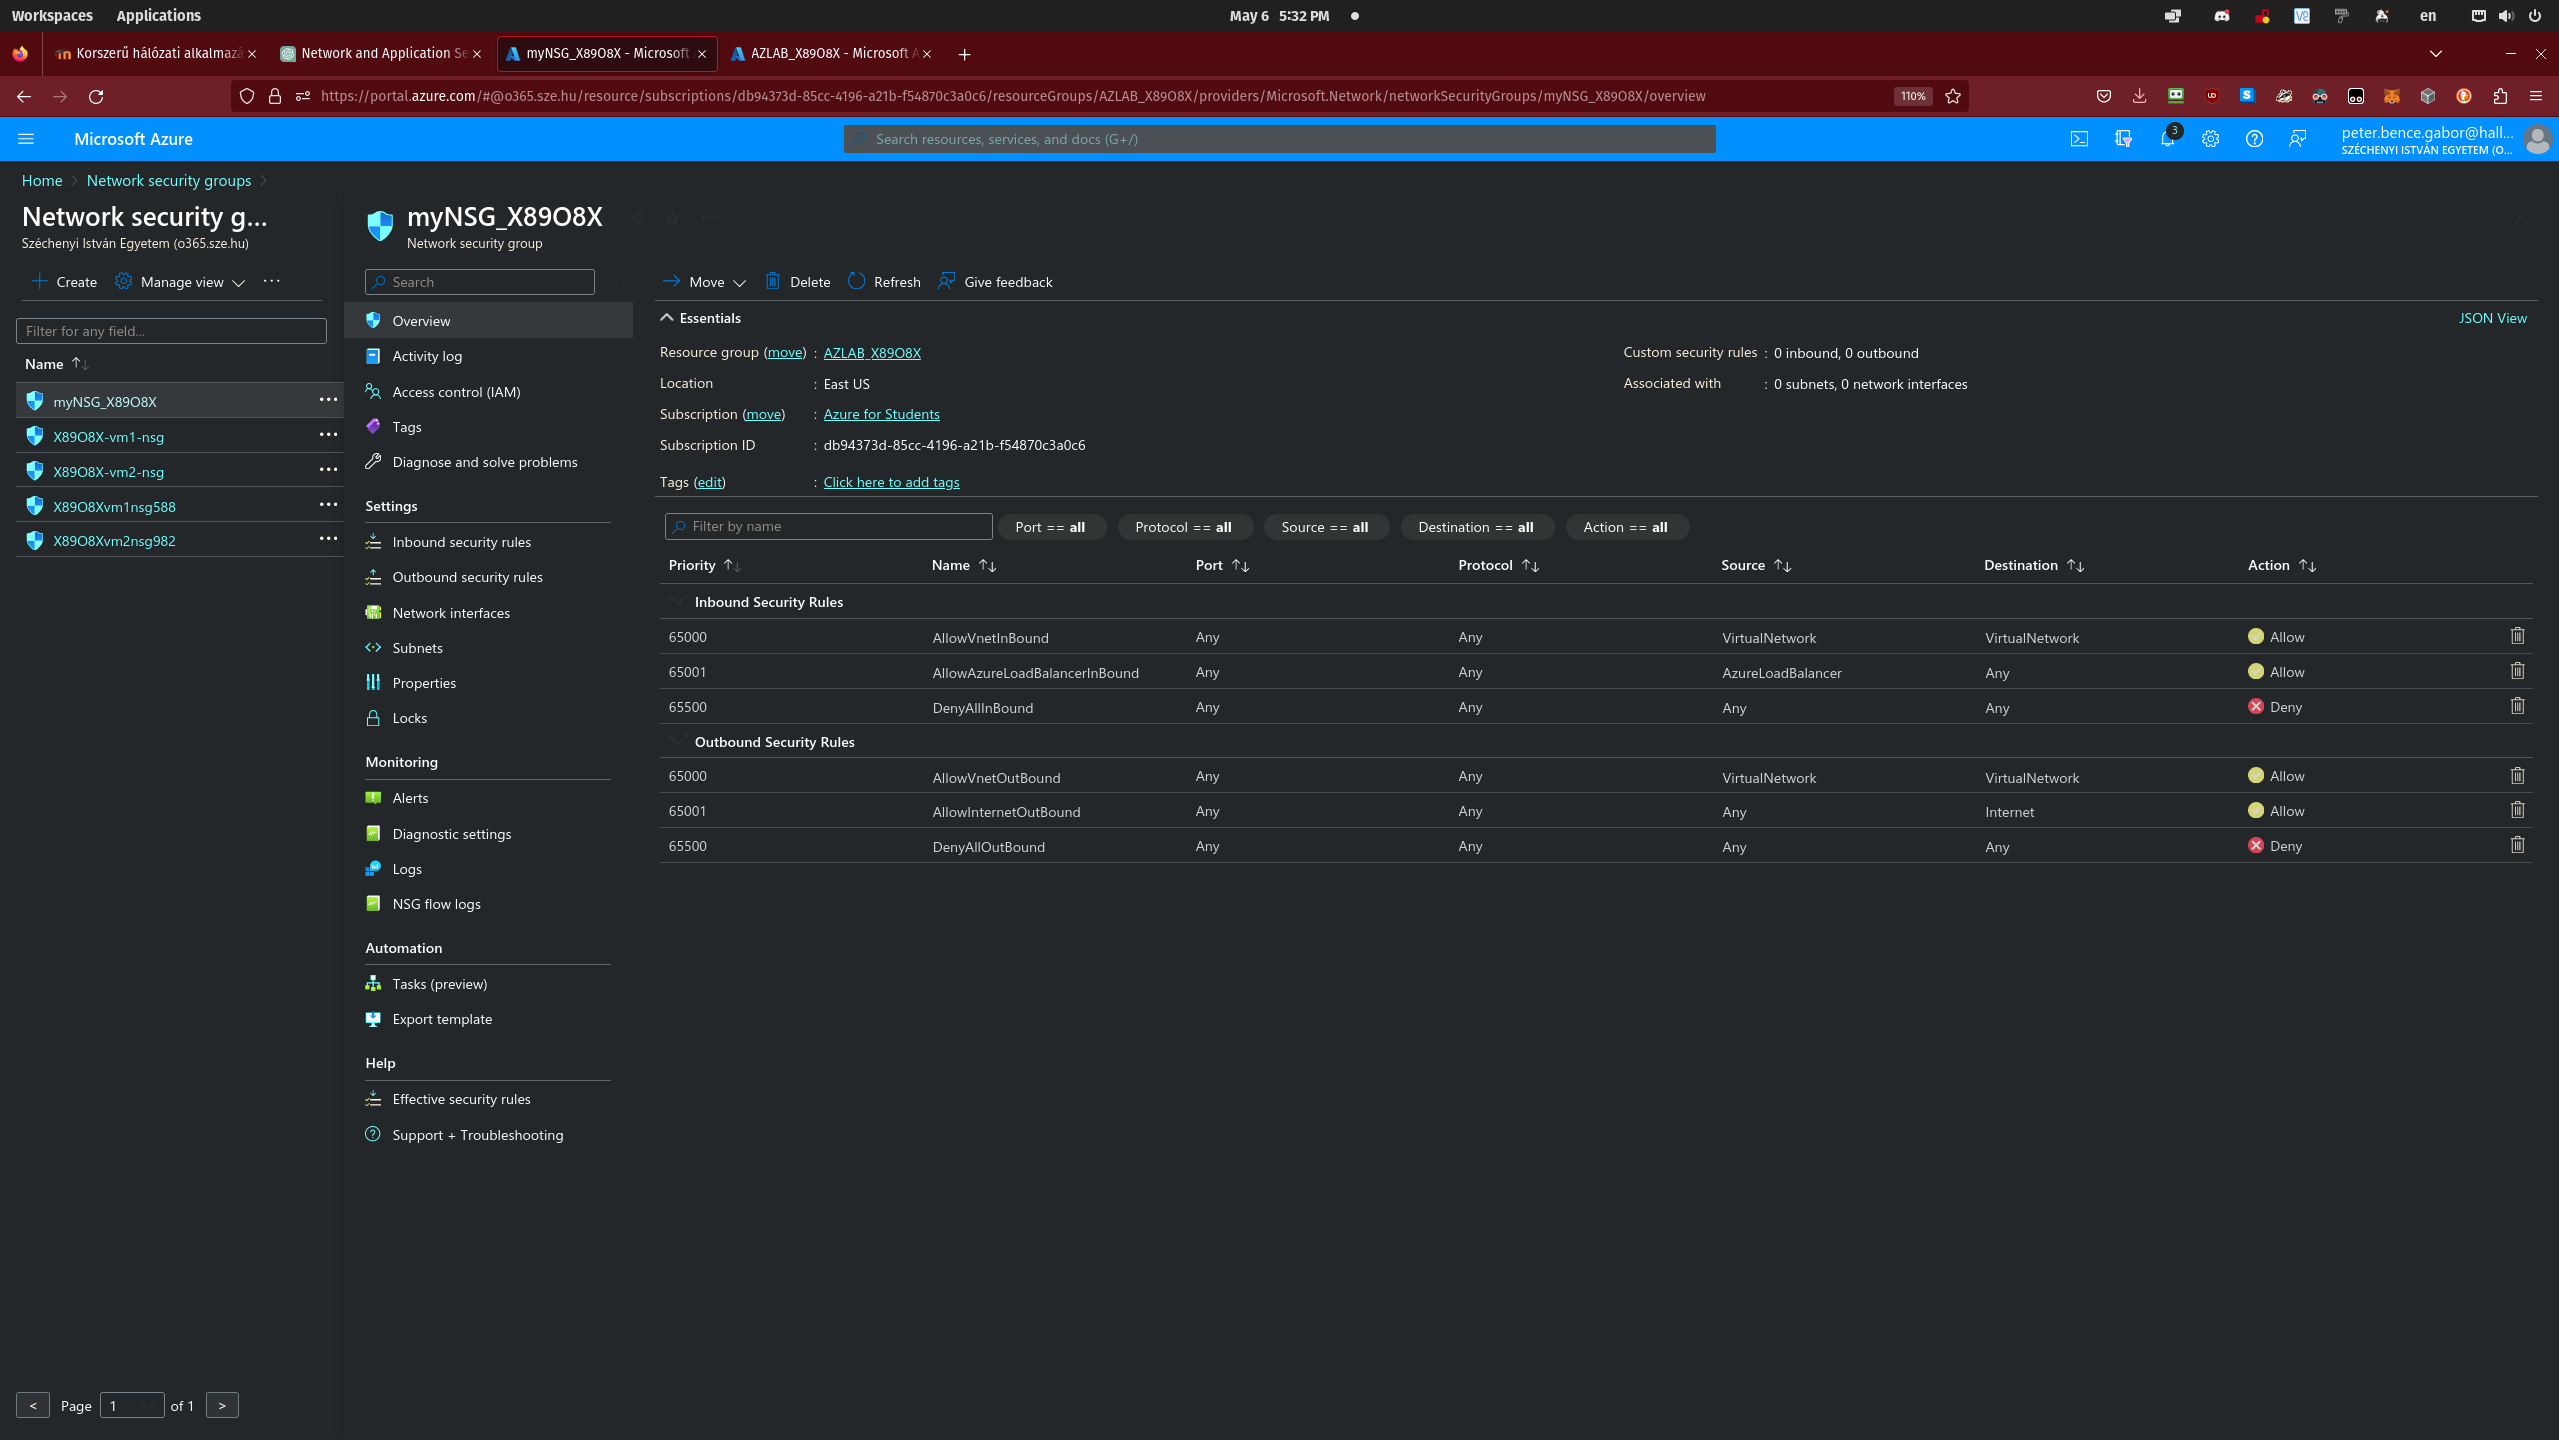 Workspaces Applications May 6 5:32 PM en
Korszerű hálózati alkalmazá Network and Application Se myNSG_X89O8X - Microsoft AZLAB_X89O8X - Microsoft A
https://portal.azure.com/#@o365.sze.hu/resource/subscriptions/db94373d-85cc-4196-a21b-f54870c3a0c6/resourceGroups/AZLAB_X89O8X/providers/Microsoft.Network/networkSecurityGroups/myNSG_X89O8X/overview 110%
Microsoft Azure Search resources, services, and docs (G+/) 3 peter.bence.gabor@hall...
SZÉCHENYI ISTVÁN EGYETEM (O...
Home Network security groups
Network security g...
Széchenyi István Egyetem (o365.sze.hu)
Create Manage view
Filter for any field...
Name
myNSG_X89O8X
X89O8X-vm1-nsg
X89O8X-vm2-nsg
X89O8Xvm1nsg588
X89O8Xvm2nsg982
< Page 1 of 1 >
myNSG_X89O8X
Network security group
Search
Overview
Activity log
Access control (IAM)
Tags
Diagnose and solve problems
Settings
Inbound security rules
Outbound security rules
Network interfaces
Subnets
Properties
Locks
Monitoring
Alerts
Diagnostic settings
Logs
NSG flow logs
Automation
Tasks (preview)
Export template
Help
Effective security rules
Support + Troubleshooting
Move Delete Refresh Give feedback
Essentials JSON View
Resource group (move) : AZLAB_X89O8X Custom security rules : 0 inbound, 0 outbound
Location : East US Associated with : 0 subnets, 0 network interfaces
Subscription (move) : Azure for Students
Subscription ID : db94373d-85cc-4196-a21b-f54870c3a0c6
Tags (edit) : Click here to add tags
Filter by name Port == all Protocol == all Source == all Destination == all Action == all
Priority Name Port Protocol Source Destination Action
Inbound Security Rules
65000 AllowVnetInBound Any Any VirtualNetwork VirtualNetwork Allow
65001 AllowAzureLoadBalancerInBound Any Any AzureLoadBalancer Any Allow
65500 DenyAllInBound Any Any Any Any Deny
Outbound Security Rules
65000 AllowVnetOutBound Any Any VirtualNetwork VirtualNetwork Allow
65001 AllowInternetOutBound Any Any Any Internet Allow
65500 DenyAllOutBound Any Any Any Any Deny